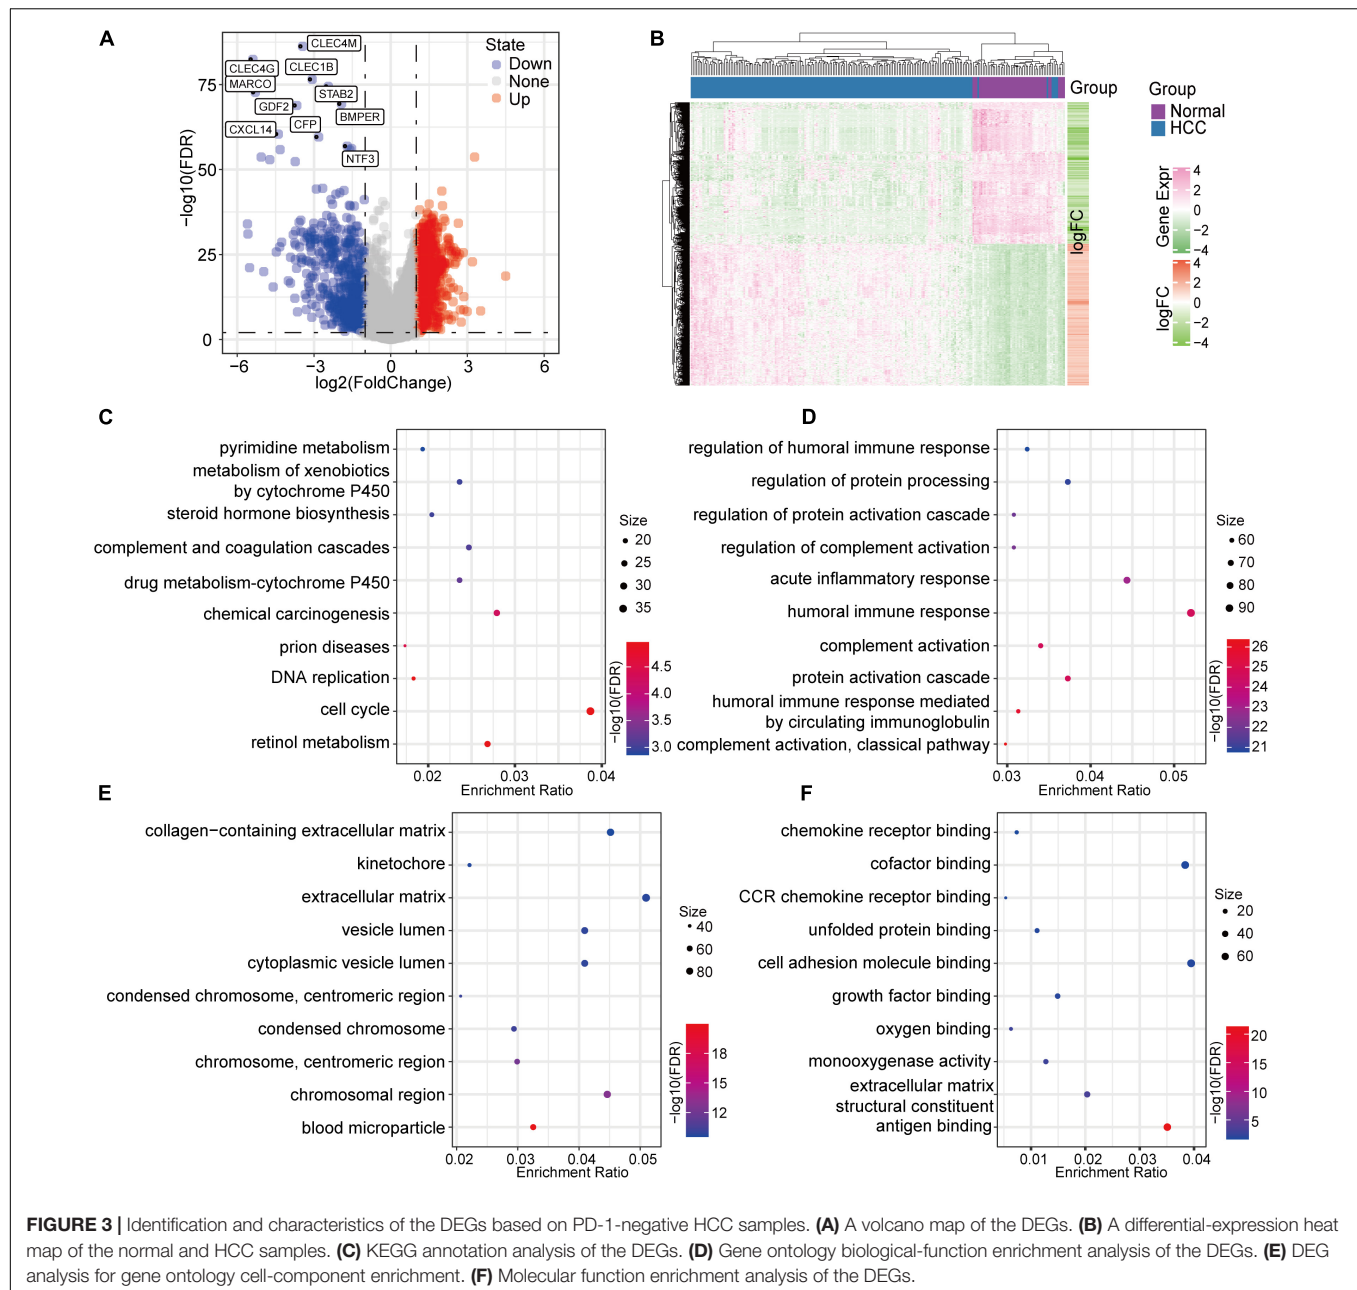 A
CLEC4M
CLEC4G
CLEC1B
MARCO
STAB2
GDF2
BMPER
CXCL14
CFP
NTF3
State
Down
None
Up
75
50
25
0
−log10(FDR)
−6
−3
0
3
6
log2(FoldChange)
B
Group
Group
Normal
HCC
logFC
Gene Expr
4
2
0
−2
−4
logFC
4
2
0
−2
−4
C
pyrimidine metabolism
metabolism of xenobiotics
by cytochrome P450
steroid hormone biosynthesis
complement and coagulation cascades
drug metabolism-cytochrome P450
chemical carcinogenesis
prion diseases
DNA replication
cell cycle
retinol metabolism
0.02
0.03
0.04
Enrichment Ratio
Size
20
25
30
35
−log10(FDR)
4.5
4.0
3.5
3.0
D
regulation of humoral immune response
regulation of protein processing
regulation of protein activation cascade
regulation of complement activation
acute inflammatory response
humoral immune response
complement activation
protein activation cascade
humoral immune response mediated
by circulating immunoglobulin
complement activation, classical pathway
0.03
0.04
0.05
Enrichment Ratio
Size
60
70
80
90
−log10(FDR)
26
25
24
23
22
21
E
collagen−containing extracellular matrix
kinetochore
extracellular matrix
vesicle lumen
cytoplasmic vesicle lumen
condensed chromosome, centromeric region
condensed chromosome
chromosome, centromeric region
chromosomal region
blood microparticle
0.02
0.03
0.04
0.05
Enrichment Ratio
Size
40
60
80
−log10(FDR)
18
15
12
F
chemokine receptor binding
cofactor binding
CCR chemokine receptor binding
unfolded protein binding
cell adhesion molecule binding
growth factor binding
oxygen binding
monooxygenase activity
extracellular matrix
structural constituent
antigen binding
0.01
0.02
0.03
0.04
Enrichment Ratio
Size
20
40
60
−log10(FDR)
20
15
10
5
FIGURE 3 | Identification and characteristics of the DEGs based on PD-1-negative HCC samples. (A) A volcano map of the DEGs. (B) A differential-expression heat
map of the normal and HCC samples. (C) KEGG annotation analysis of the DEGs. (D) Gene ontology biological-function enrichment analysis of the DEGs. (E) DEG
analysis for gene ontology cell-component enrichment. (F) Molecular function enrichment analysis of the DEGs.